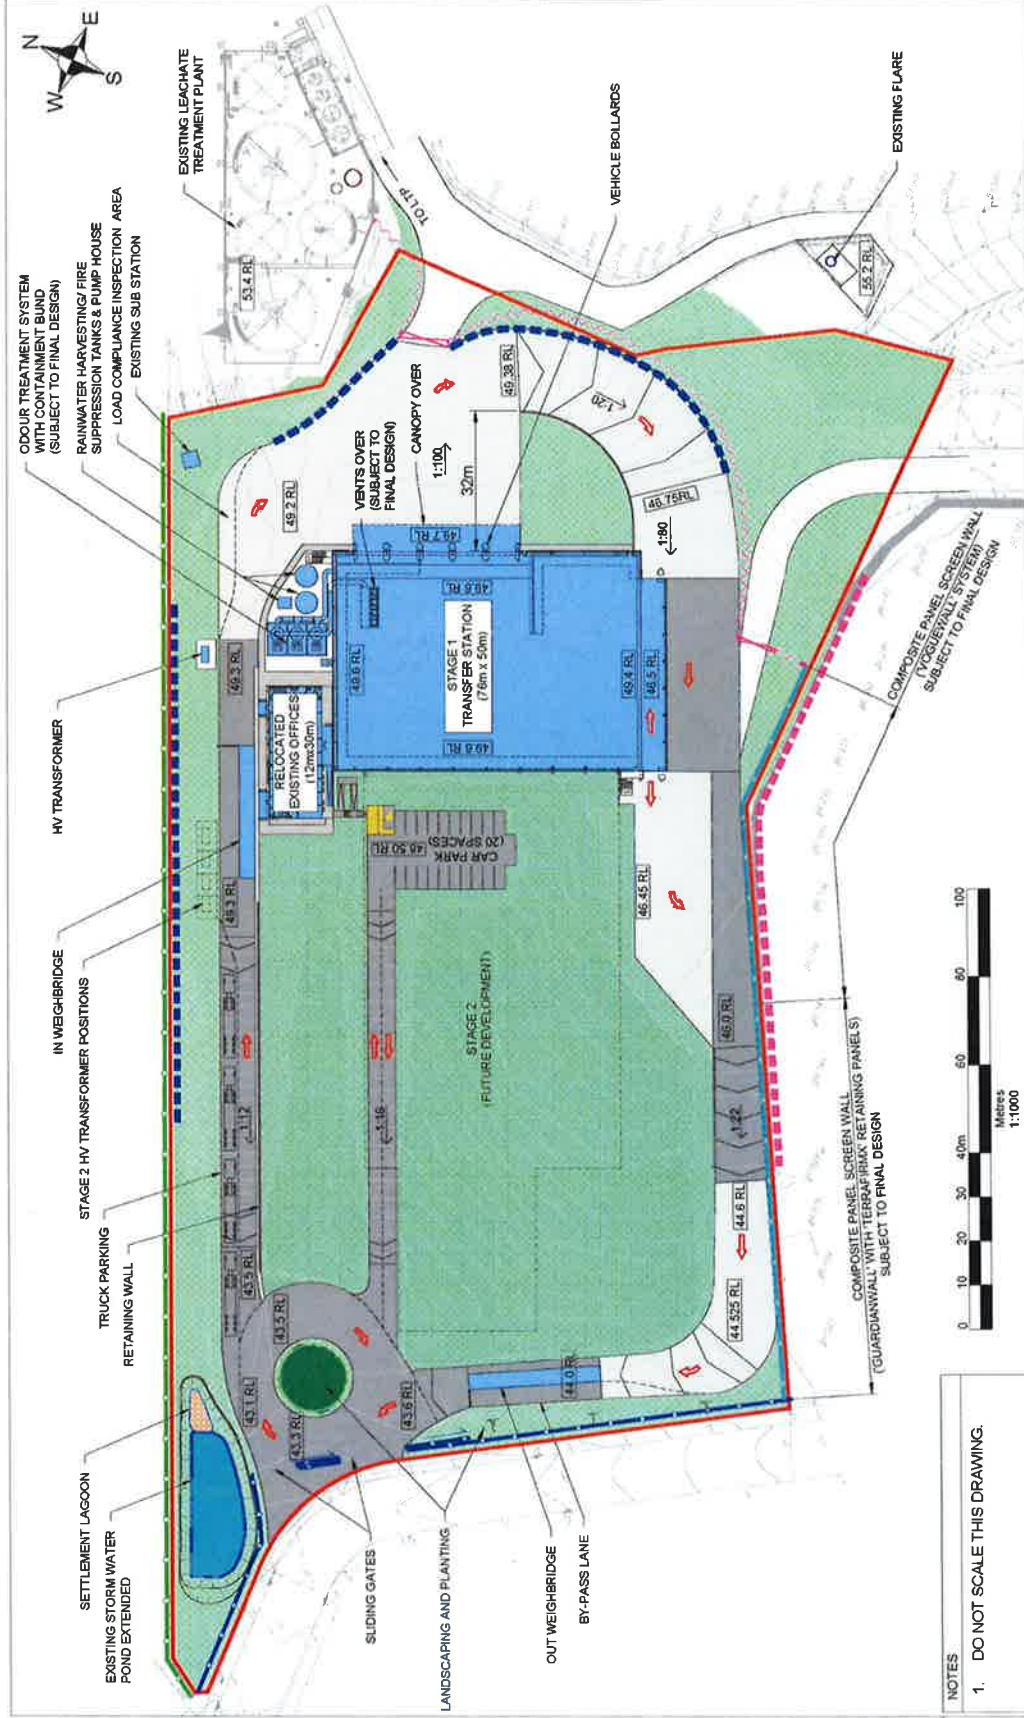 N
E
S
W
ODOUR TREATMENT SYSTEM
WITH CONTAINMENT BUND
(SUBJECT TO FINAL DESIGN)
RAINWATER HARVESTING/ FIRE
SUPPRESSION TANKS & PUMP HOUSE
LOAD COMPLIANCE INSPECTION AREA
EXISTING SUB STATION
EXISTING LEACHATE
TREATMENT PLANT
HV TRANSFORMER
IN WEIGHBRIDGE
STAGE 2 HV TRANSFORMER POSITIONS
TRUCK PARKING
RETAINING WALL
SETTLEMENT LAGOON
EXISTING STORM WATER
POND EXTENDED
53.4 RL
TO LTP
VEHICLE BOLLARDS
EXISTING FLARE
55.2 RL
49.2 RL
VENTS OVER
(SUBJECT TO
FINAL DESIGN)
CANOPY OVER
1:100
32m
49.38 RL
1:20
46.75RL
1:80
49.7 RL
49.6 RL
49.6 RL
49.6 RL
STAGE 1
TRANSFER STATION
(76m x 50m)
49.4 RL
46.5 RL
49.3 RL
RELOCATED
EXISTING OFFICES
(12mx30m)
49.3 RL
48.50 RL
CAR PARK
(20 SPACES)
46.45 RL
STAGE 2
(FUTURE DEVELOPMENT)
1:12
1:16
46.0 RL
1:22
44.6 RL
44.525 RL
43.5 RL
43.5 RL
43.1 RL
43.3 RL
43.6 RL
44.0 RL
SLIDING GATES
LANDSCAPING AND PLANTING
OUT WEIGHBRIDGE
BY-PASS LANE
COMPOSITE PANEL SCREEN WALL
('VOGUEWALL' SYSTEM)
SUBJECT TO FINAL DESIGN
COMPOSITE PANEL SCREEN WALL
('GUARDIANWALL' WITH 'TERRAFIRMX' RETAINING PANELS)
SUBJECT TO FINAL DESIGN
0
10
20
30
40m
60
80
100
Metres
1:1000
NOTES
1. DO NOT SCALE THIS DRAWING.